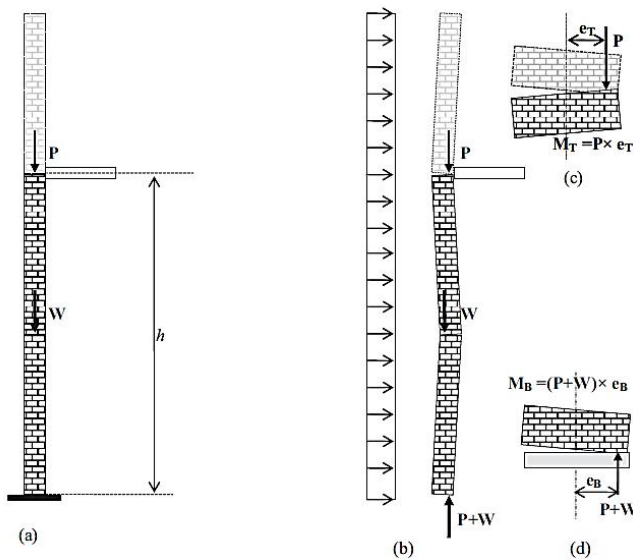 P
W
h
(a)
P
W
P+W
(b)
e_T
P
M_T =P× e_T
(c)
M_B =(P+W)× e_B
e_B
P+W
(d)